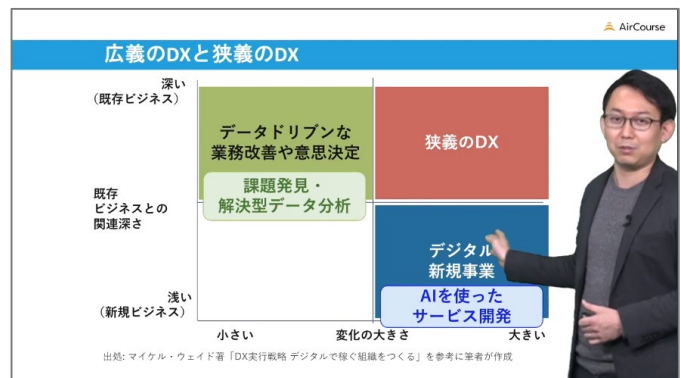 AirCourse
広義のDXと狭義のDX
深い
(既存ビジネス)
データドリブンな
業務改善や意思決定
狭義のDX
課題発見・
解決型データ分析
既存
ビジネスとの
関連深さ
デジタル
新規事業
AIを使った
サービス開発
浅い
(新規ビジネス)
小さい
変化の大きさ
大きい
出処: マイケル・ウェイド著「DX実行戦略 デジタルで稼ぐ組織をつくる」を参考に筆者が作成